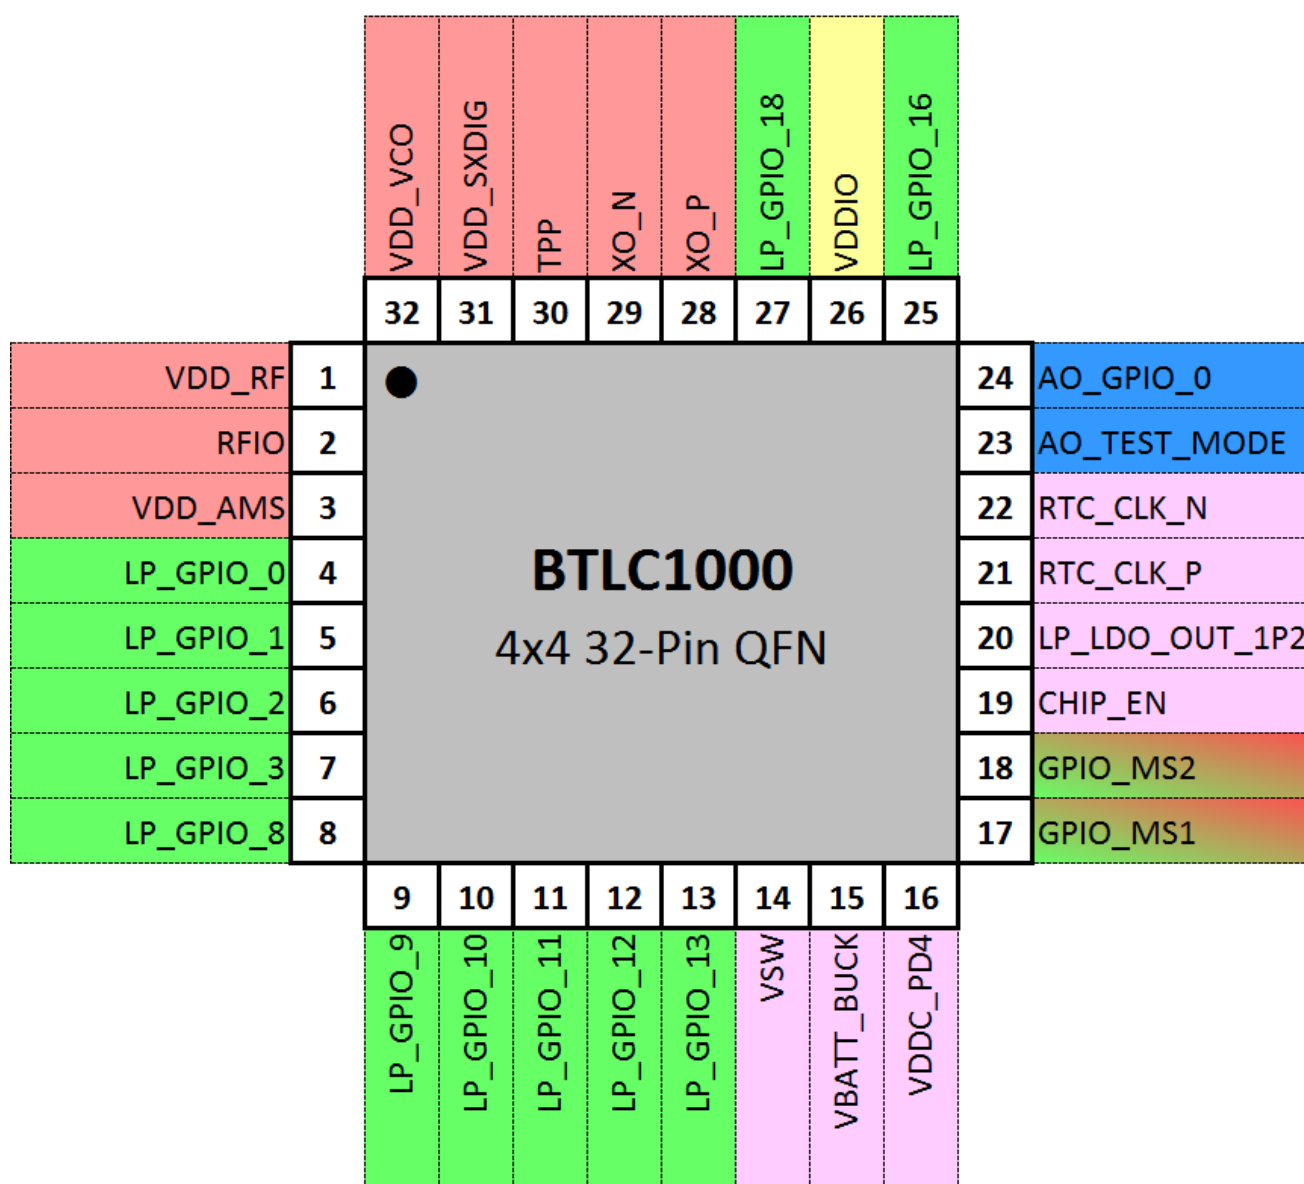 VDD_VCO
VDD_SXDIG
TPP
XO_N
XO_P
LP_GPIO_18
VDDIO
LP_GPIO_16
32 31 30 29 28 27 26 25
VDD_RF 1
RFIO 2
VDD_AMS 3
LP_GPIO_0 4
LP_GPIO_1 5
LP_GPIO_2 6
LP_GPIO_3 7
LP_GPIO_8 8
BTLC1000
4x4 32-Pin QFN
24 AO_GPIO_0
23 AO_TEST_MODE
22 RTC_CLK_N
21 RTC_CLK_P
20 LP_LDO_OUT_1P2
19 CHIP_EN
18 GPIO_MS2
17 GPIO_MS1
9 10 11 12 13 14 15 16
LP_GPIO_9
LP_GPIO_10
LP_GPIO_11
LP_GPIO_12
LP_GPIO_13
VSW
VBATT_BUCK
VDDC_PD4